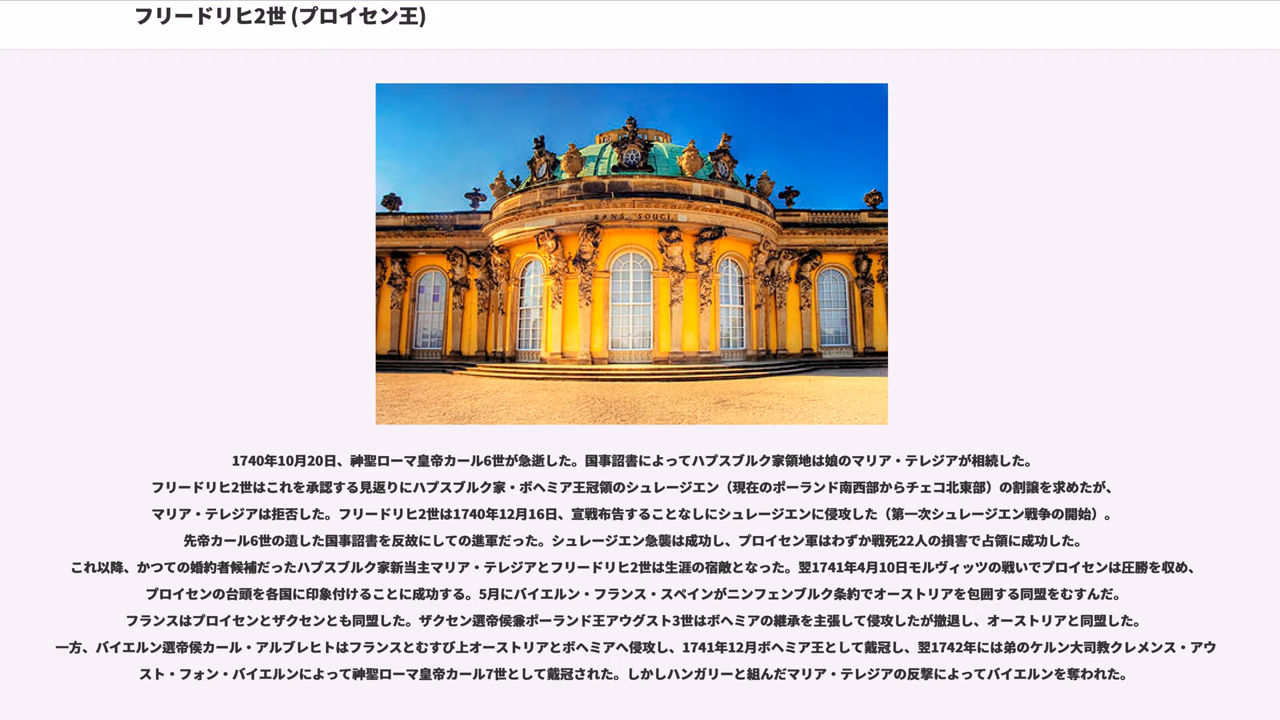 フリードリヒ2世 (プロイセン王)
SANS SOUCI
1740年10月20日、神聖ローマ皇帝カール6世が急逝した。国事詔書によってハプスブルク家領地は娘のマリア・テレジアが相続した。
フリードリヒ2世はこれを承認する見返りにハプスブルク家・ボヘミア王冠領のシュレージエン（現在のポーランド南西部からチェコ北東部）の割譲を求めたが、
マリア・テレジアは拒否した。フリードリヒ2世は1740年12月16日、宣戦布告することなしにシュレージエンに侵攻した（第一次シュレージエン戦争の開始）。
先帝カール6世の遺した国事詔書を反故にしての進軍だった。シュレージエン急襲は成功し、プロイセン軍はわずか戦死22人の損害で占領に成功した。
これ以降、かつての婚約者候補だったハプスブルク家新当主マリア・テレジアとフリードリヒ2世は生涯の宿敵となった。翌1741年4月10日モルヴィッツの戦いでプロイセンは圧勝を収め、
プロイセンの台頭を各国に印象付けることに成功する。5月にバイエルン・フランス・スペインがニンフェンブルク条約でオーストリアを包囲する同盟をむすんだ。
フランスはプロイセンとザクセンとも同盟した。ザクセン選帝侯兼ポーランド王アウグスト3世はボヘミアの継承を主張して侵攻したが撤退し、オーストリアと同盟した。
一方、バイエルン選帝侯カール・アルブレヒトはフランスとむすび上オーストリアとボヘミアへ侵攻し、1741年12月ボヘミア王として戴冠し、翌1742年には弟のケルン大司教クレメンス・アウ
スト・フォン・バイエルンによって神聖ローマ皇帝カール7世として戴冠された。しかしハンガリーと組んだマリア・テレジアの反撃によってバイエルンを奪われた。